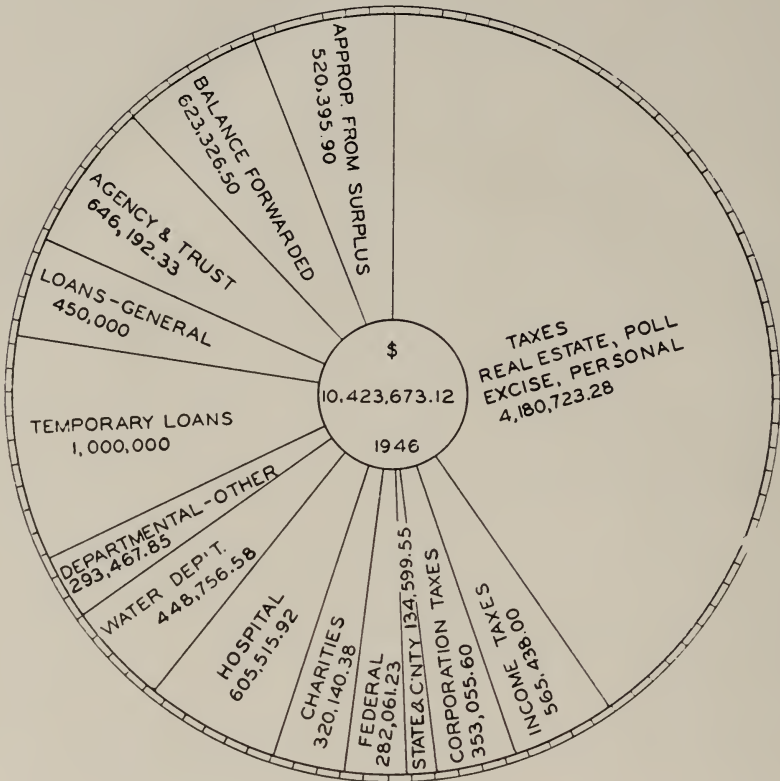 $
10,423,673.12
1946
TAXES
REAL ESTATE, POLL
EXCISE, PERSONAL
4,180,723.28
INCOME TAXES
565,438.00
CORPORATION TAXES
353,055.60
STATE & C'NTY 134,599.55
FEDERAL
282,061.23
CHARITIES
320,140.38
HOSPITAL
605,515.92
WATER DEP'T.
448,756.58
DEPARTMENTAL-OTHER
293,467.85
TEMPORARY LOANS
1,000,000
LOANS-GENERAL
450,000
AGENCY & TRUST
646,192.33
BALANCE FORWARDED
623,326.50
APPROP. FROM SURPLUS
520,395.90